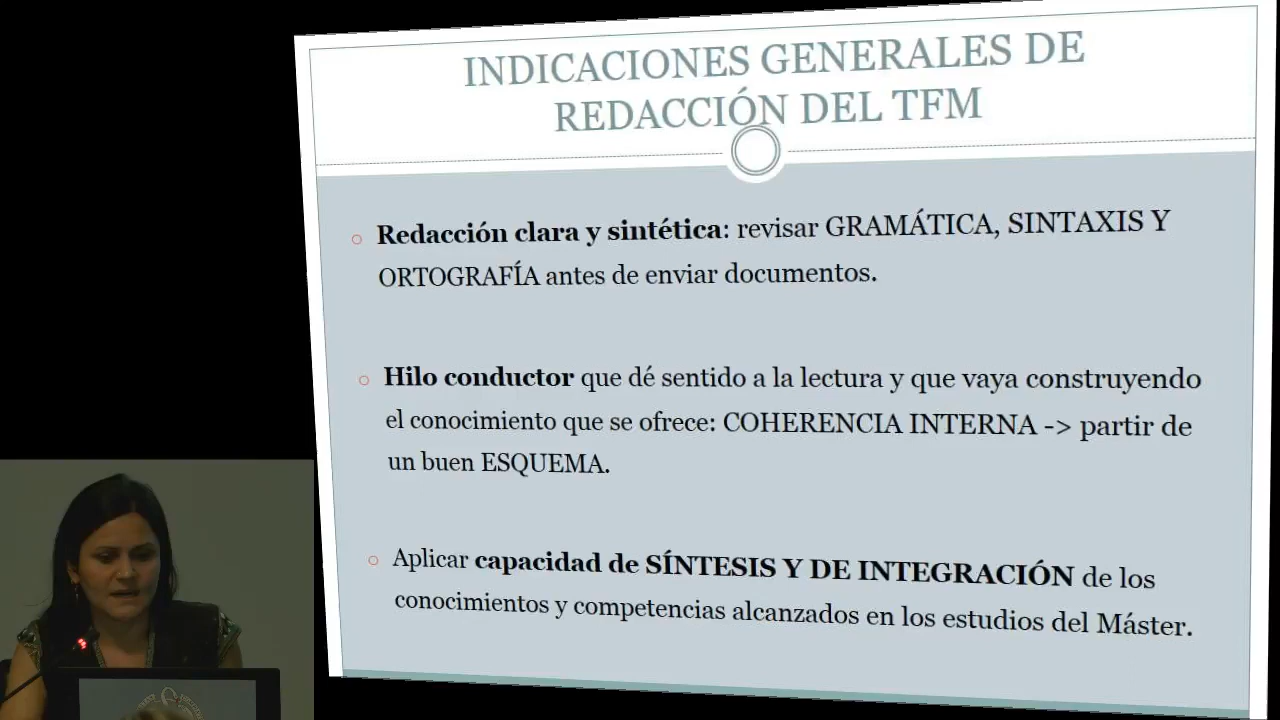 INDICACIONES GENERALES DE
REDACCIÓN DEL TFM
Redacción clara y sintética: revisar GRAMÁTICA, SINTAXIS Y
ORTOGRAFÍA antes de enviar documentos.
Hilo conductor que dé sentido a la lectura y que vaya construyendo
el conocimiento que se ofrece: COHERENCIA INTERNA -> partir de
un buen ESQUEMA.
Aplicar capacidad de SÍNTESIS Y DE INTEGRACIÓN de los
conocimientos y competencias alcanzados en los estudios del Máster.